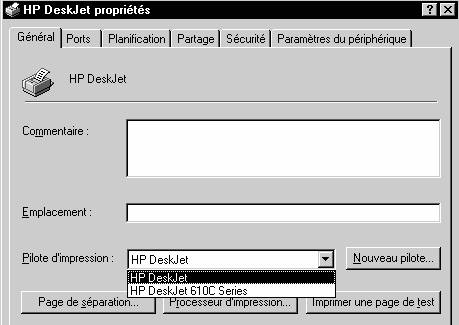 HP DeskJet propriétés
Général Ports Planification Partage Sécurité Paramètres du périphérique
HP DeskJet
Commentaire :
Emplacement :
Pilote d'impression : HP DeskJet Nouveau pilote...
HP DeskJet
HP DeskJet 610C Series
Page de séparation... Processeur d'impression... Imprimer une page de test